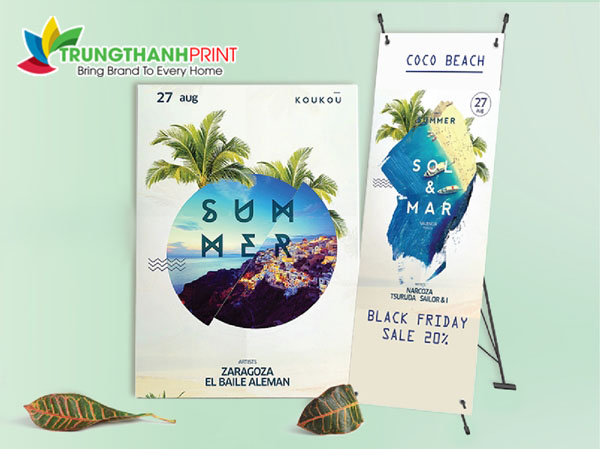 TRUNGTHANHPRINT
Bring Brand To Every Home
27 aug
KOUKOU
SUM
MER
ARTISTS
ZARAGOZA
EL BAILE ALEMAN
COCO BEACH
27
AUG
SUMMER
SOL
&
MAR
ARTISTS
NARCOZA
TSURUDA SAILOR & I
BLACK FRIDAY
SALE 20%